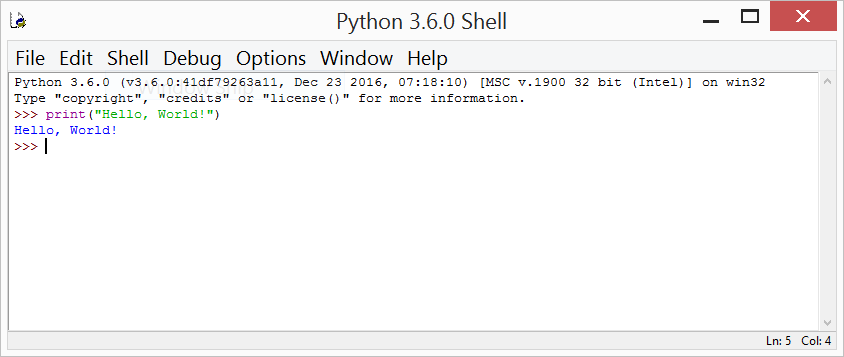 Python 3.6.0 Shell
File Edit Shell Debug Options Window Help
Python 3.6.0 (v3.6.0:41df79263a11, Dec 23 2016, 07:18:10) [MSC v.1900 32 bit (Intel)] on win32
Type "copyright", "credits" or "license()" for more information.
>>> print("Hello, World!")
Hello, World!
>>>
Ln: 5 Col: 4